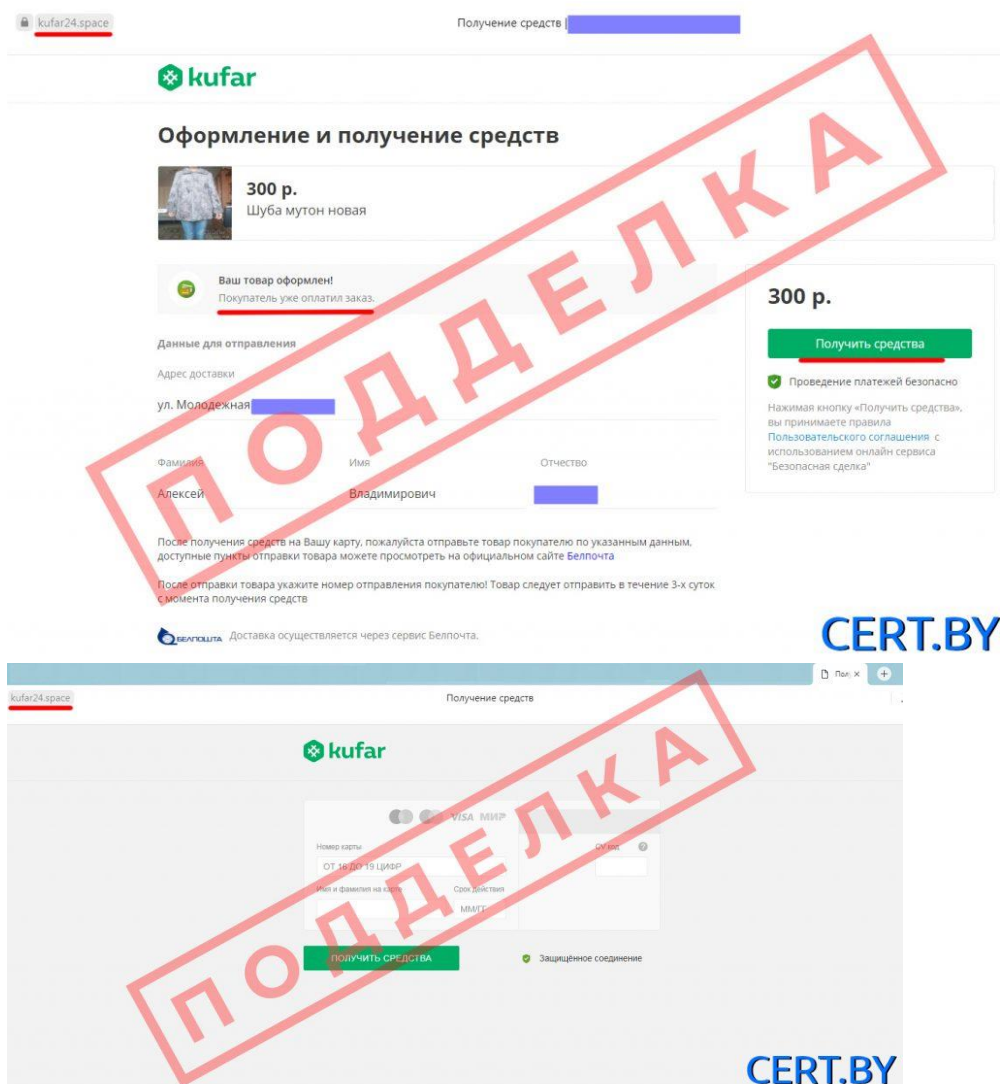 kufar24.space
Получение средств |
kufar
Оформление и получение средств
300 р.
Шуба мутон новая
Ваш товар оформлен!
Покупатель уже оплатил заказ.
300 р.
Получить средства
Проведение платежей безопасно
Нажимая кнопку «Получить средства»,
вы принимаете правила
Пользовательского соглашения с
использованием онлайн сервиса
"Безопасная сделка"
Данные для отправления
Адрес доставки
ул. Молодежная
Фамилия Имя Отчество
Алексей Владимирович
После получения средств на Вашу карту, пожалуйста отправьте товар покупателю по указанным данным,
доступные пункты отправки товара можете просмотреть на официальном сайте Белпочта
После отправки товара укажите номер отправления покупателю! Товар следует отправить в течение 3-х суток
с момента получения средств
БЕЛПОШТА Доставка осуществляется через сервис Белпочта.
ПОДДЕЛКА
CERT.BY
Пол
kufar24.space
Получение средств
kufar
VISA МИР
Номер карты
CV код
ОТ 16 ДО 19 ЦИФР
Имя и фамилия на карте Срок действия
ММ/ГГ
ПОЛУЧИТЬ СРЕДСТВА
Защищённое соединение
ПОДДЕЛКА
CERT.BY